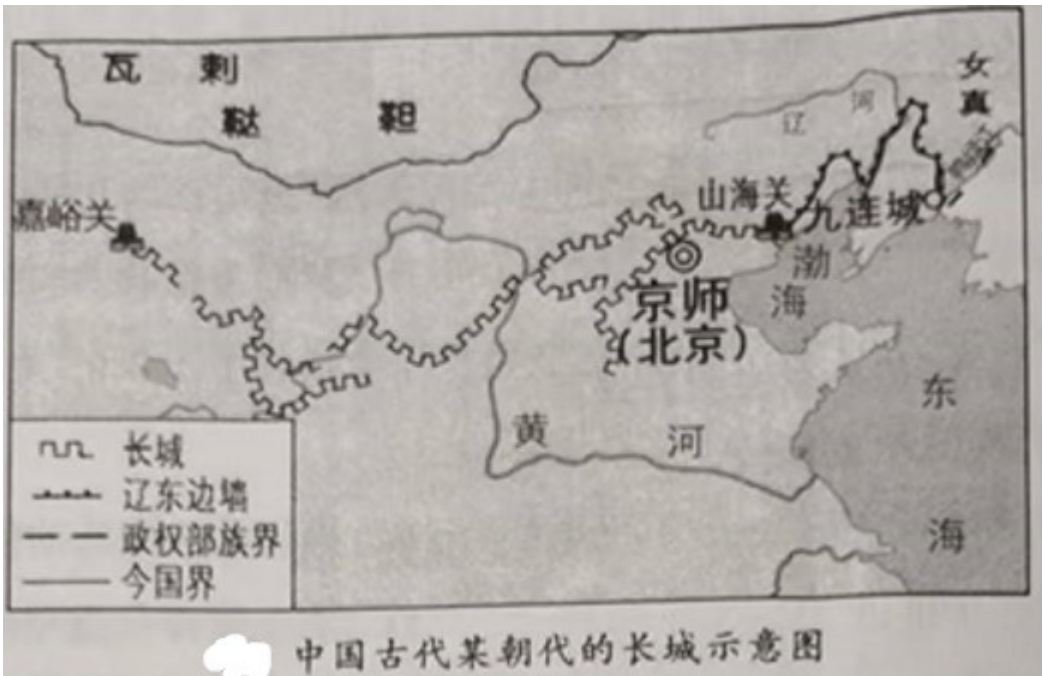 瓦剌
鞑靼
女真
辽河
嘉峪关
山海关
九连城
渤海
京师
(北京)
黄河
东海
长城
辽东边墙
政权部族界
今国界
中国古代某朝代的长城示意图